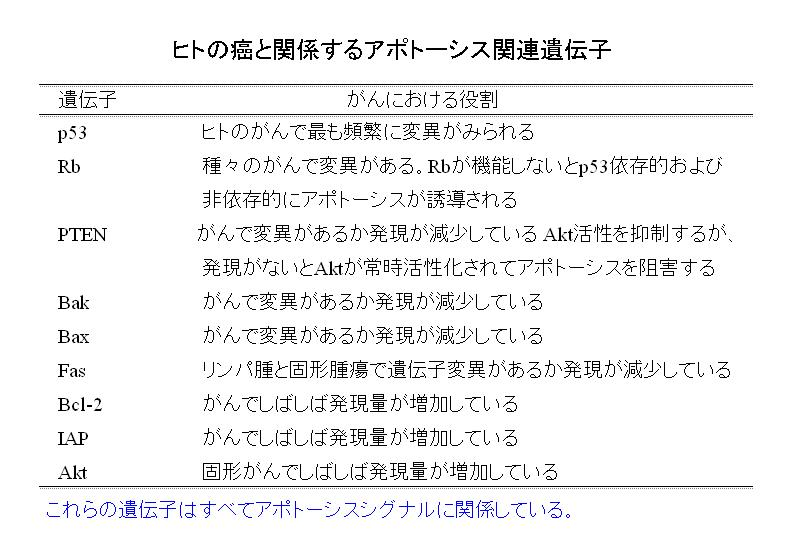 ヒトの癌と関係するアポトーシス関連遺伝子
遺伝子 がんにおける役割
p53 ヒトのがんで最も頻繁に変異がみられる
Rb 種々のがんで変異がある。Rbが機能しないとp53依存的および
非依存的にアポトーシスが誘導される
PTEN がんで変異があるか発現が減少している Akt活性を抑制するが、
発現がないとAktが常時活性化されてアポトーシスを阻害する
Bak がんで変異があるか発現が減少している
Bax がんで変異があるか発現が減少している
Fas リンパ腫と固形腫瘍で遺伝子変異があるか発現が減少している
Bcl-2 がんでしばしば発現量が増加している
IAP がんでしばしば発現量が増加している
Akt 固形がんでしばしば発現量が増加している
これらの遺伝子はすべてアポトーシスシグナルに関係している。